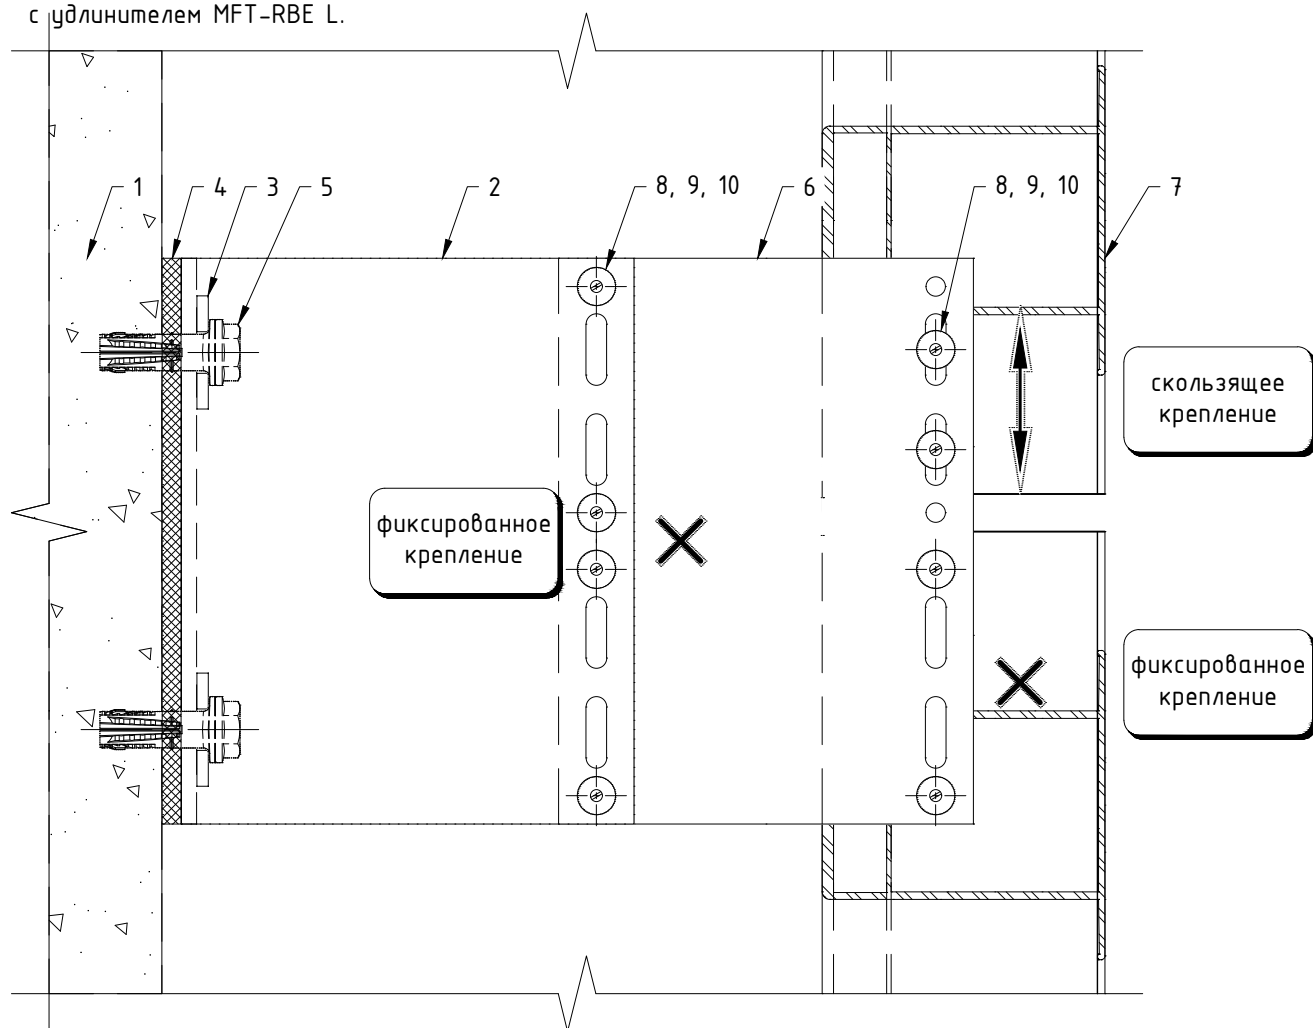 с удлинителем MFT-RBE L.
1
4
3
5
2
8, 9, 10
6
8, 9, 10
7
скользящее
крепление
фиксированное
крепление
фиксированное
крепление